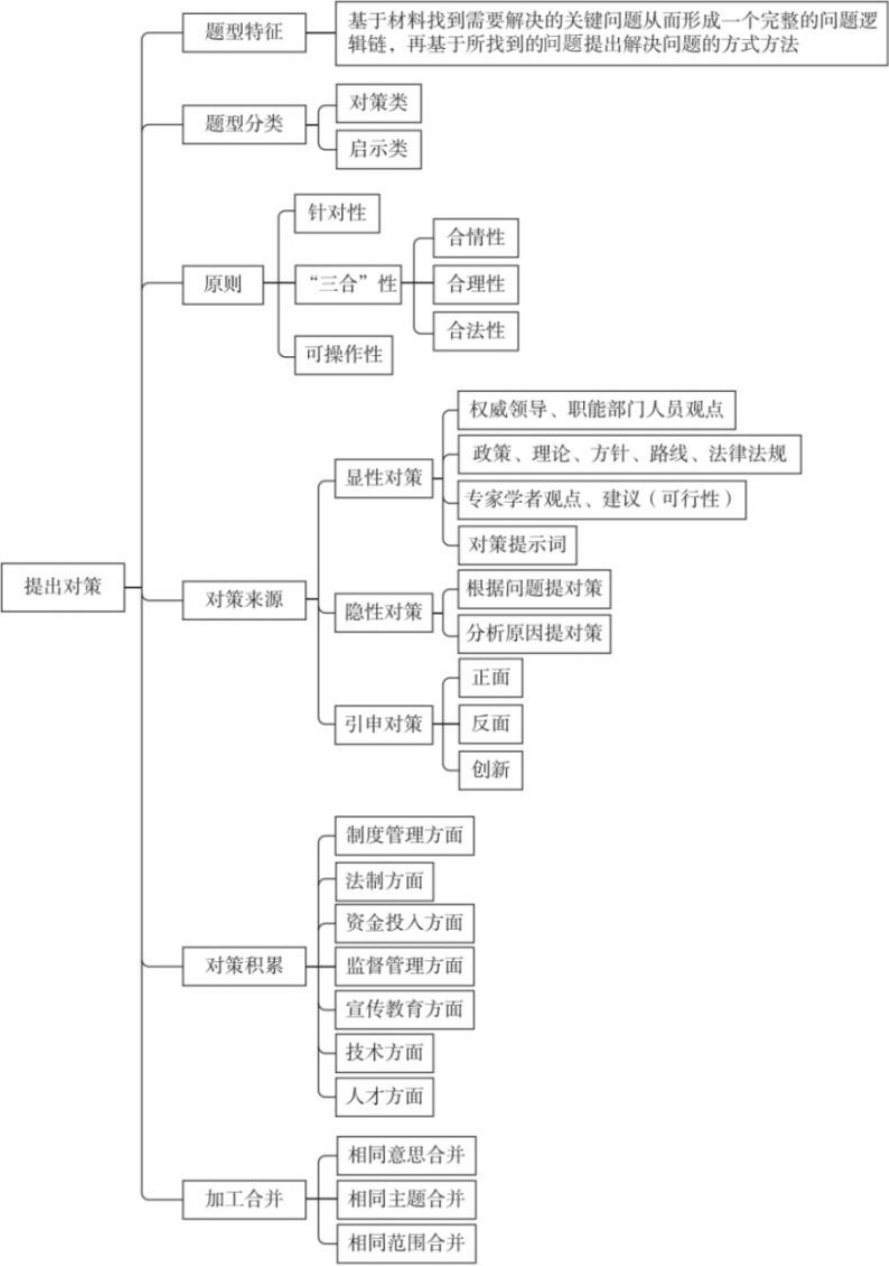 题型特征
基于材料找到需要解决的关键问题从而形成一个完整的问题逻
辑链，再基于所找到的问题提出解决问题的方式方法
题型分类
对策类
启示类
原则
针对性
“三合”性
合情性
合理性
合法性
可操作性
提出对策
对策来源
显性对策
权威领导、职能部门人员观点
政策、理论、方针、路线、法律法规
专家学者观点、建议（可行性）
对策提示词
隐性对策
根据问题提对策
分析原因提对策
引申对策
正面
反面
创新
对策积累
制度管理方面
法制方面
资金投入方面
监督管理方面
宣传教育方面
技术方面
人才方面
加工合并
相同意思合并
相同主题合并
相同范围合并